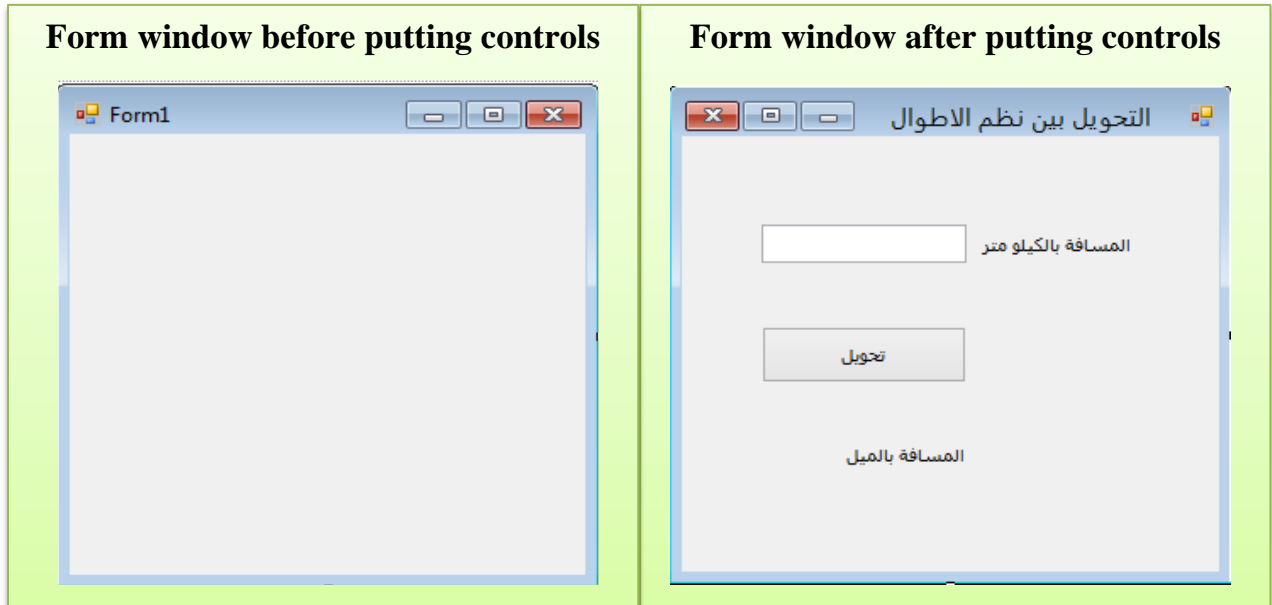 Form window before putting controls
Form window after putting controls
Form1
التحويل بين نظم الاطوال
المسافة بالكيلو متر
تحويل
المسافة بالميل